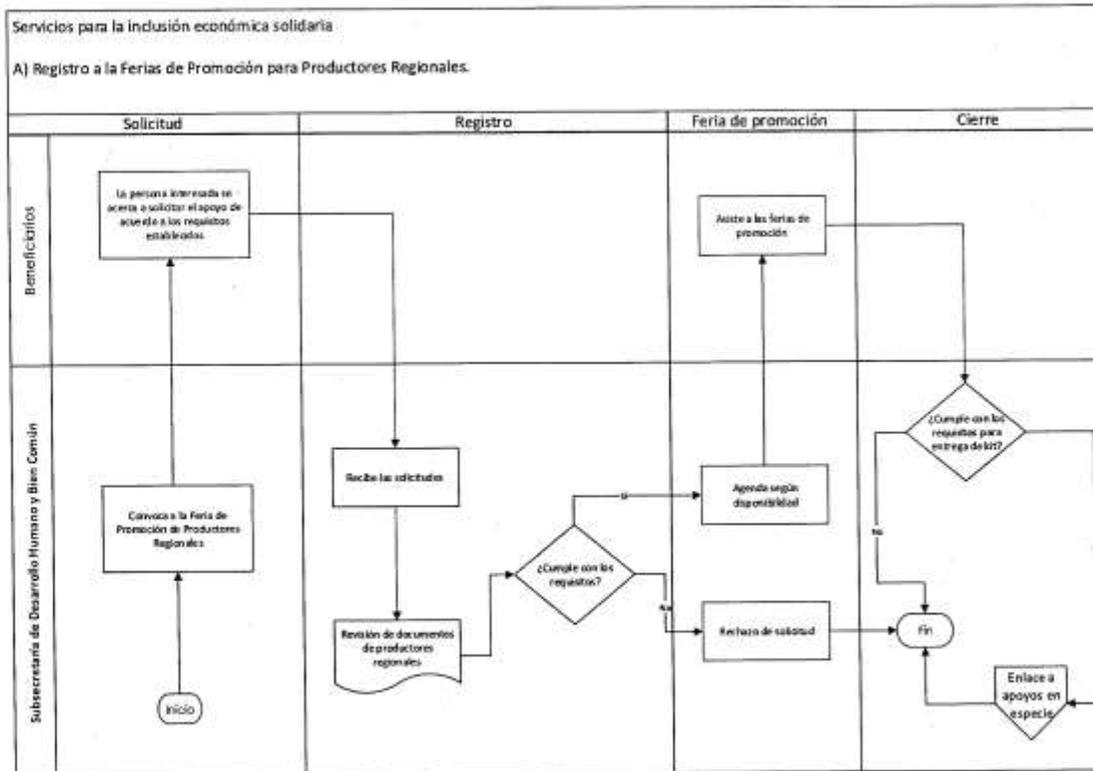 Servicios para la inclusión económica solidaria
A) Registro a la Ferias de Promoción para Productores Regionales.
Solicitud
Registro
Feria de promoción
Cierre
Beneficiarios
La persona interesada se
acerca a solicitar el apoyo de
acuerdo a los requisitos
establecidos
Asiste a las ferias de
promoción
Subsecretaría de Desarrollo Humano y Bien Común
Convoca a la Feria de
Promoción de Productores
Regionales
Inicio
Recibe las solicitudes
Revisión de documentos
de productores
regionales
¿Cumple con los
requisitos?
si
No
Agenda según
disponibilidad
Rechazo de solicitud
¿Cumple con los
requisitos para
entrega de kit?
No
Fin
Enlace a
apoyos en
especie